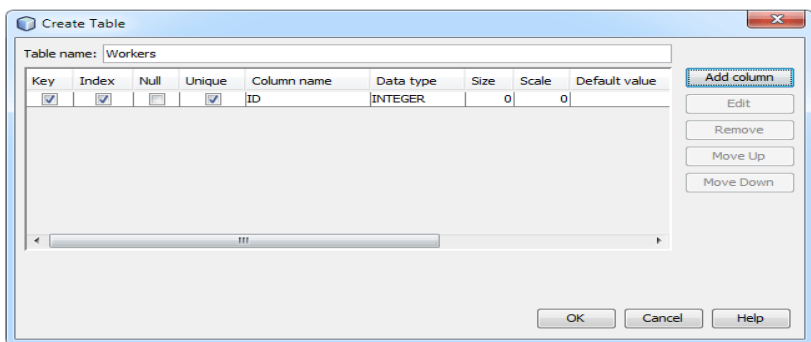 Create Table
Table name: Workers
Key Index Null Unique Column name Data type Size Scale Default value
ID INTEGER 0 0
Add column
Edit
Remove
Move Up
Move Down
OK Cancel Help